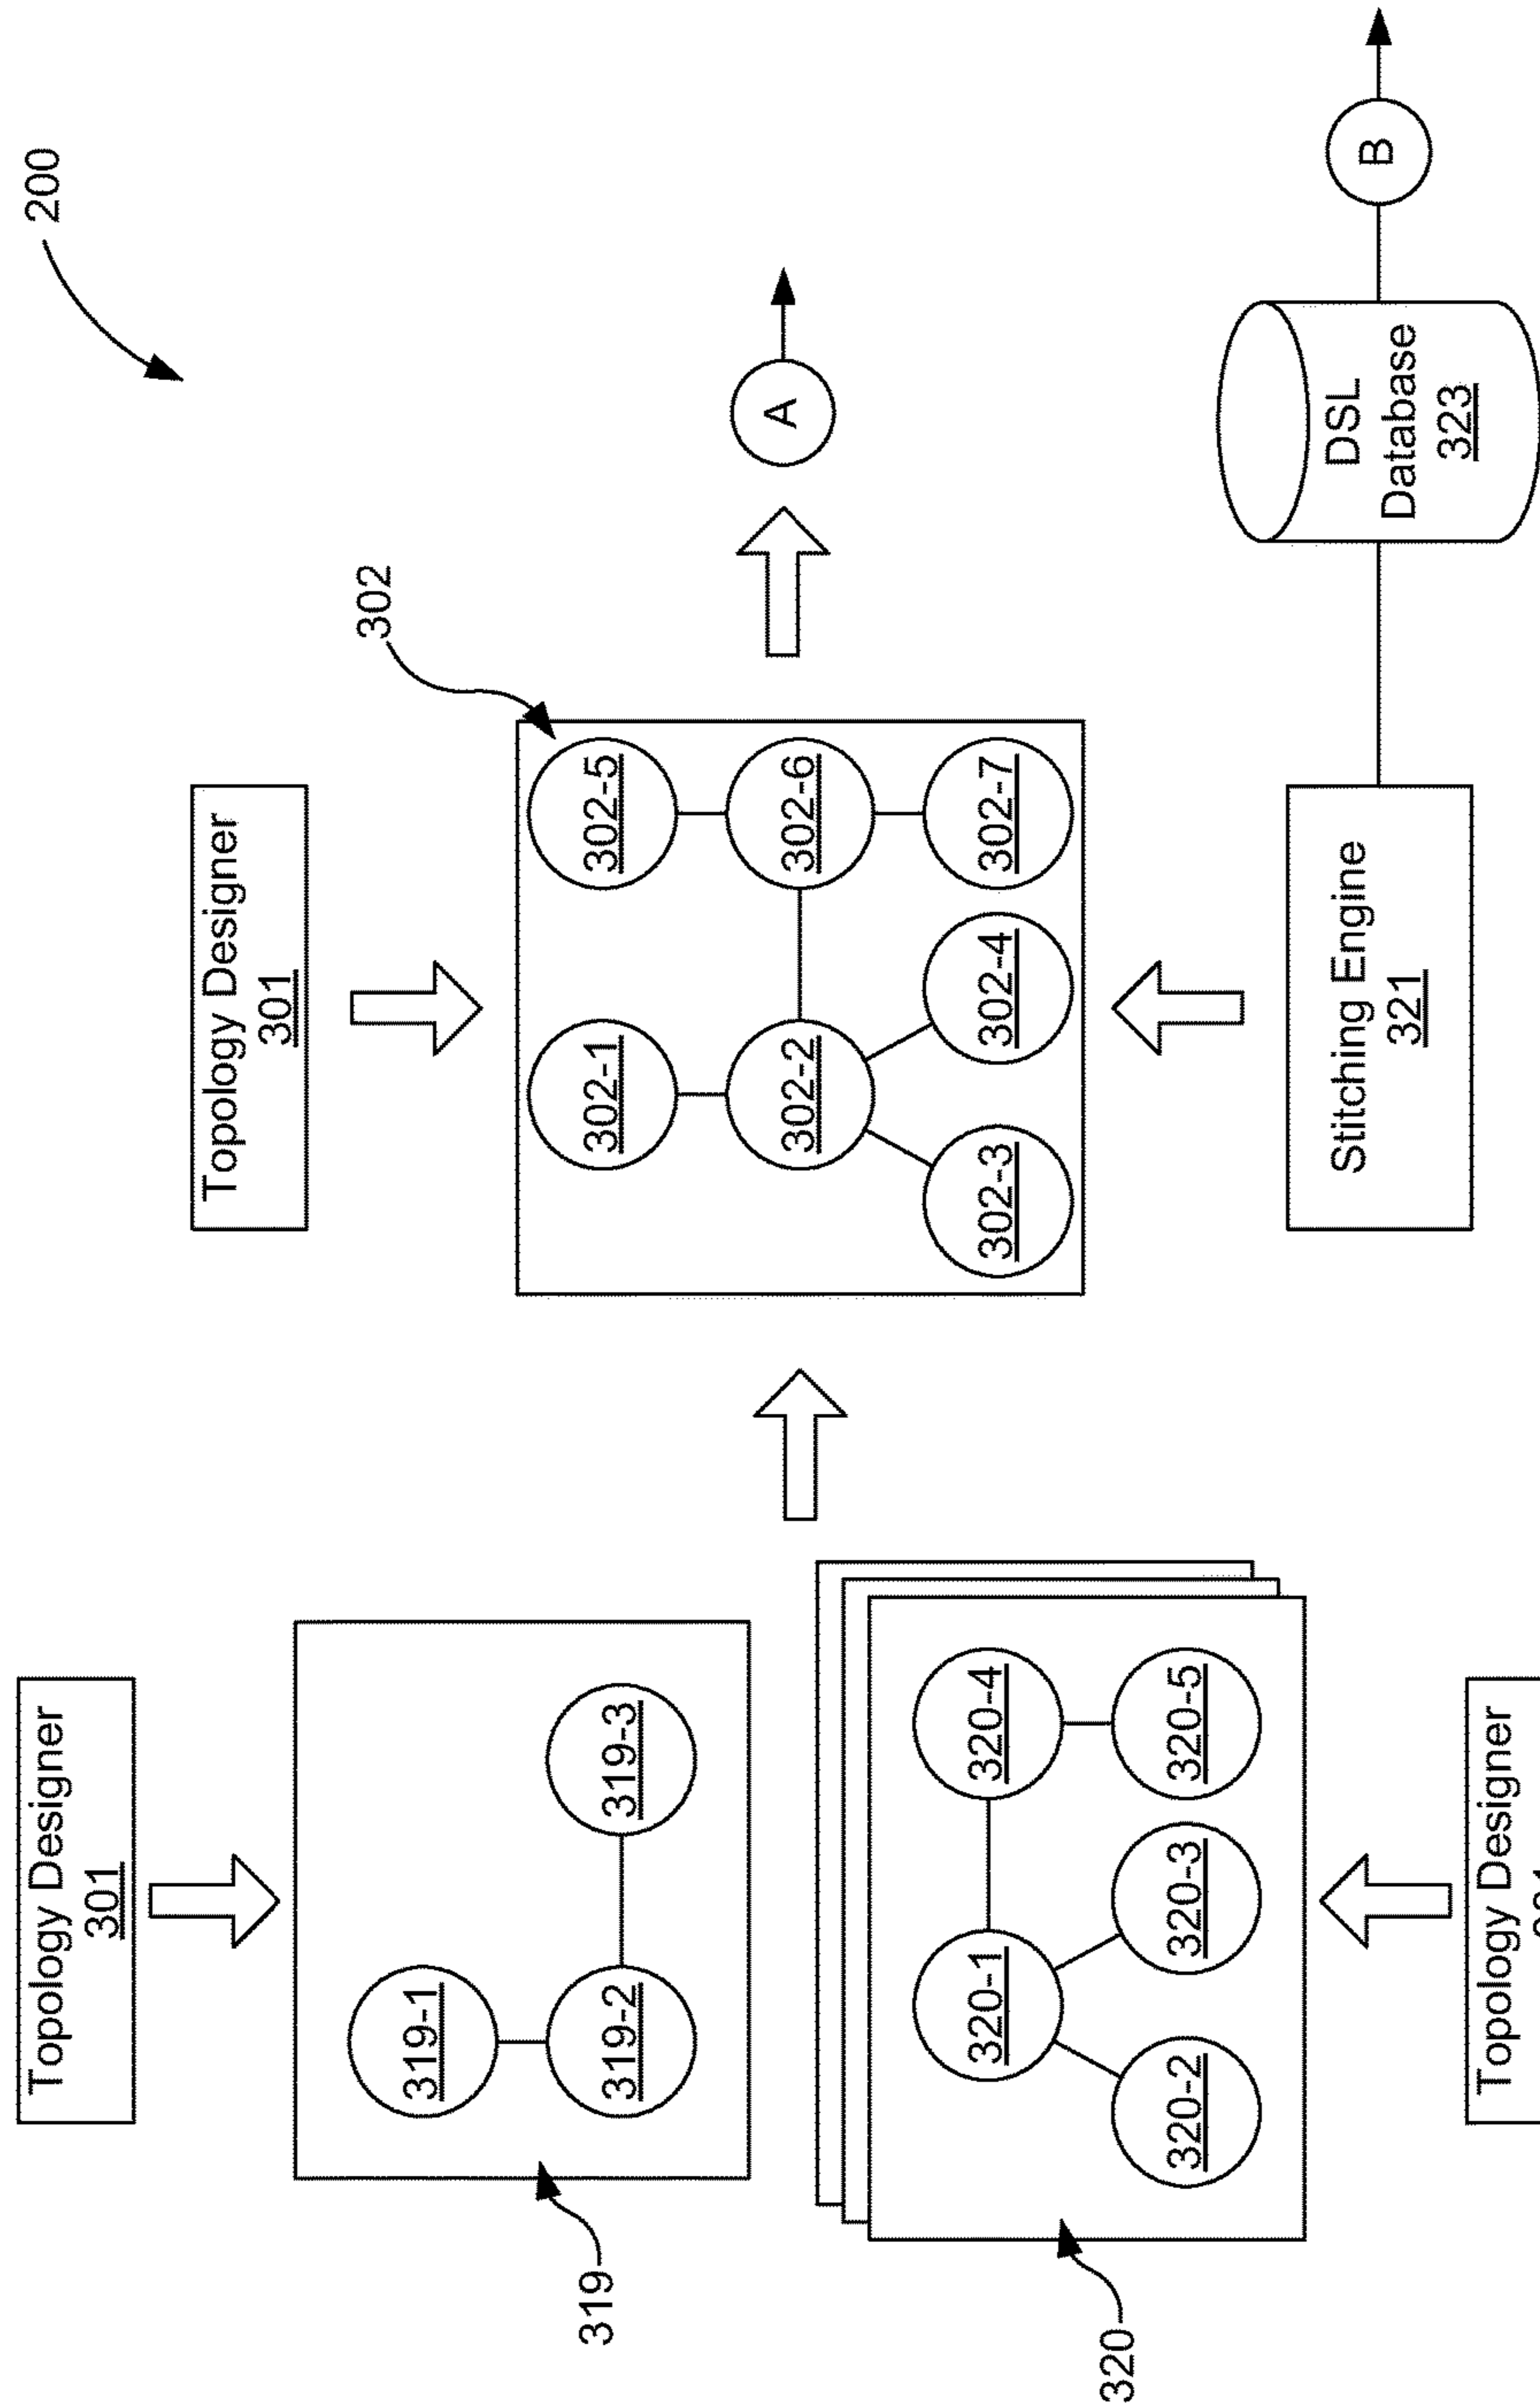 200
Topology Designer
301
Topology Designer
301
302
319-1
319-2
319-3
302-1
302-5
302-2
302-6
302-3
302-4
302-7
A
319
320-1
320-4
320-2
320-3
320-5
320
Stitching Engine
321
DSL
Database
323
B
Topology Designer